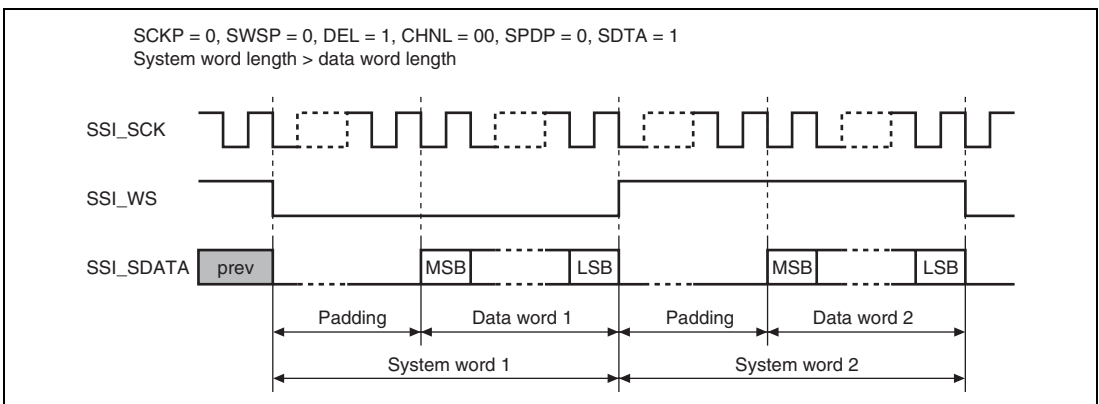 SCKP = 0, SWSP = 0, DEL = 1, CHNL = 00, SPDP = 0, SDTA = 1
System word length > data word length
SSI_SCK
SSI_WS
SSI_SDATA prev MSB LSB MSB LSB
Padding Data word 1 Padding Data word 2
System word 1 System word 2